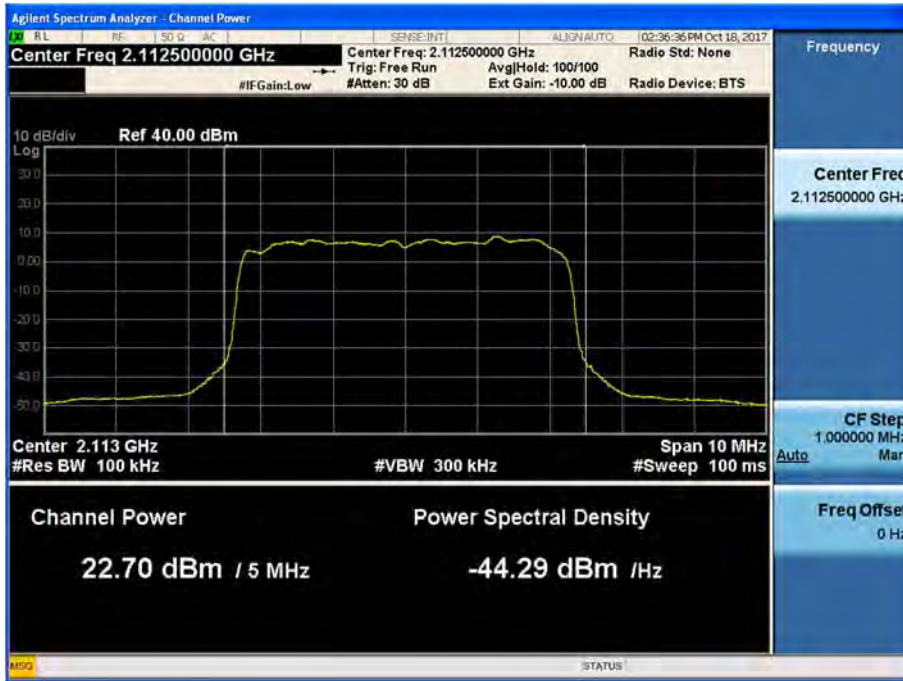 Agilent Spectrum Analyzer - Channel Power
RL RF 50 Ω AC SENSE:INT ALIGN AUTO 02:36:36 PM Oct 18, 2017
Center Freq 2.112500000 GHz
Center Freq: 2.112500000 GHz Radio Std: None
Trig: Free Run Avg|Hold: 100/100
#IFGain:Low #Atten: 30 dB Ext Gain: -10.00 dB Radio Device: BTS
10 dB/div Ref 40.00 dBm
Log
30.0
20.0
10.0
0.00
-10.0
-20.0
-30.0
-40.0
-50.0
Center 2.113 GHz Span 10 MHz
#Res BW 100 kHz #VBW 300 kHz #Sweep 100 ms
Channel Power Power Spectral Density
22.70 dBm / 5 MHz -44.29 dBm /Hz
MSG STATUS
Frequency
Center Freq
2.112500000 GHz
CF Step
1.000000 MHz
Auto Man
Freq Offset
0 Hz